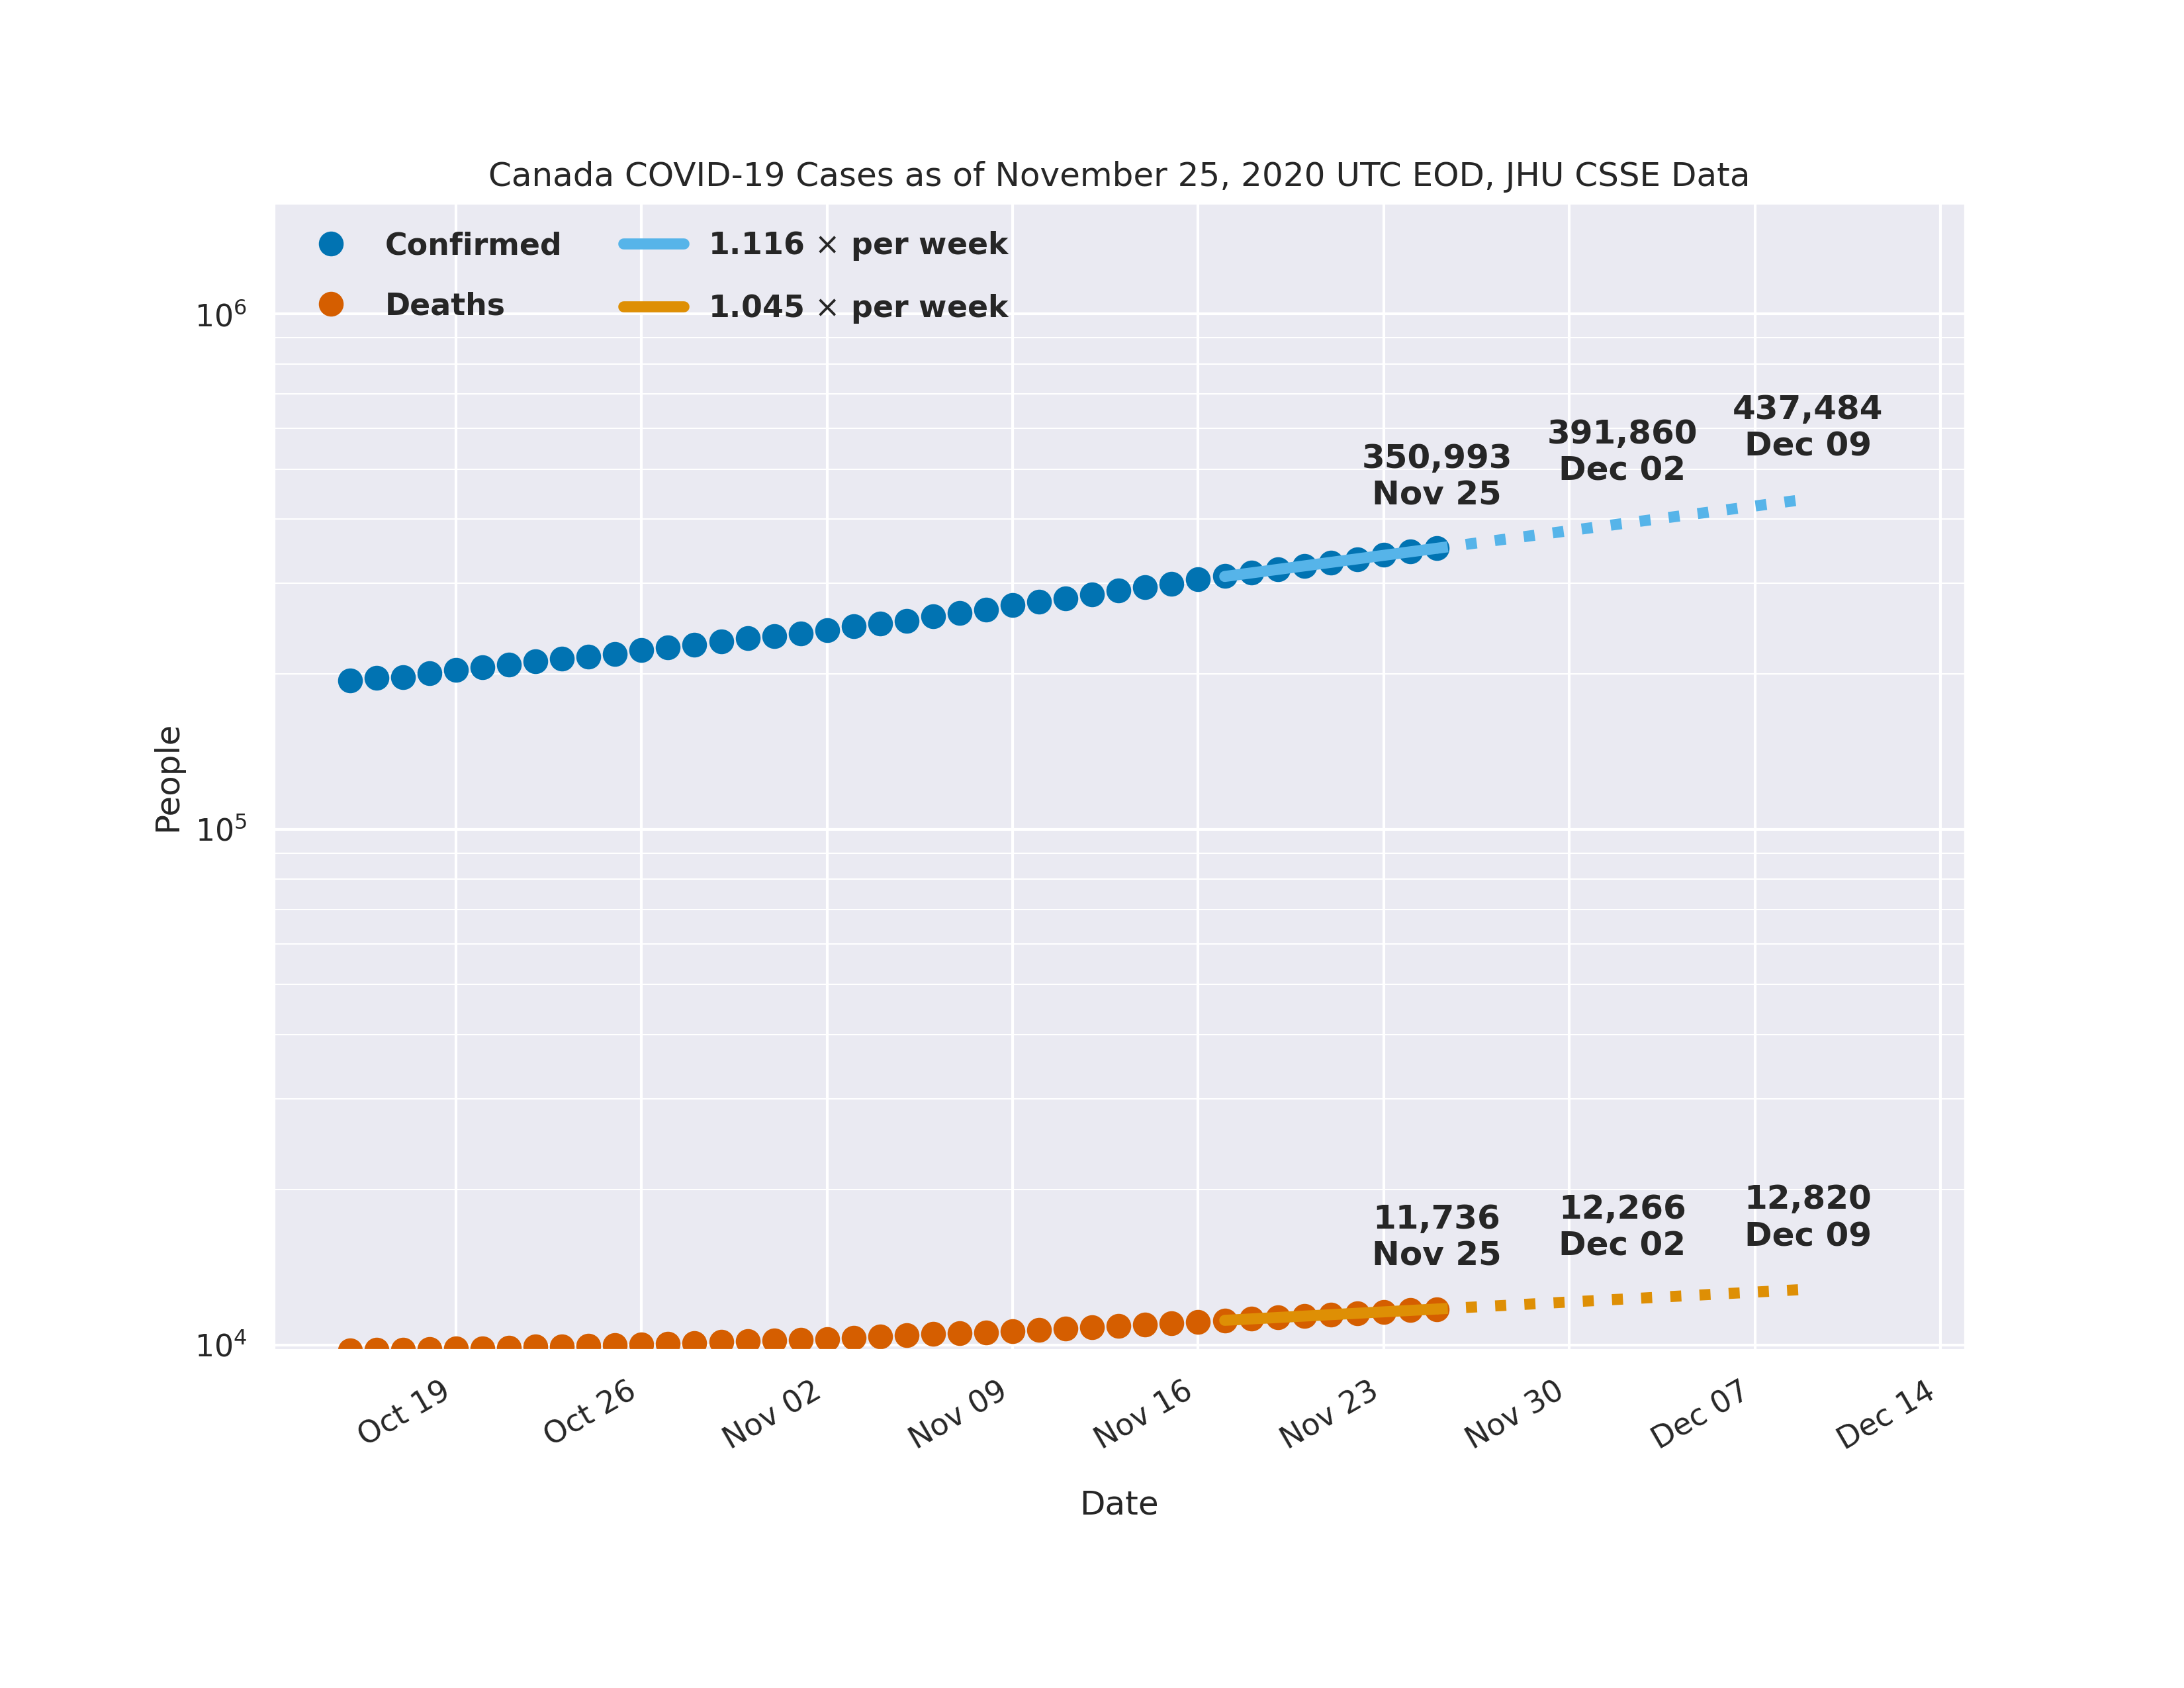 Canada COVID-19 Cases as of November 25, 2020 UTC EOD, JHU CSSE Data
Confirmed
Deaths
1.116 × per week
1.045 × per week
10⁶
10⁵
10⁴
People
350,993
Nov 25
391,860
Dec 02
437,484
Dec 09
11,736
Nov 25
12,266
Dec 02
12,820
Dec 09
Oct 19
Oct 26
Nov 02
Nov 09
Nov 16
Nov 23
Nov 30
Dec 07
Dec 14
Date